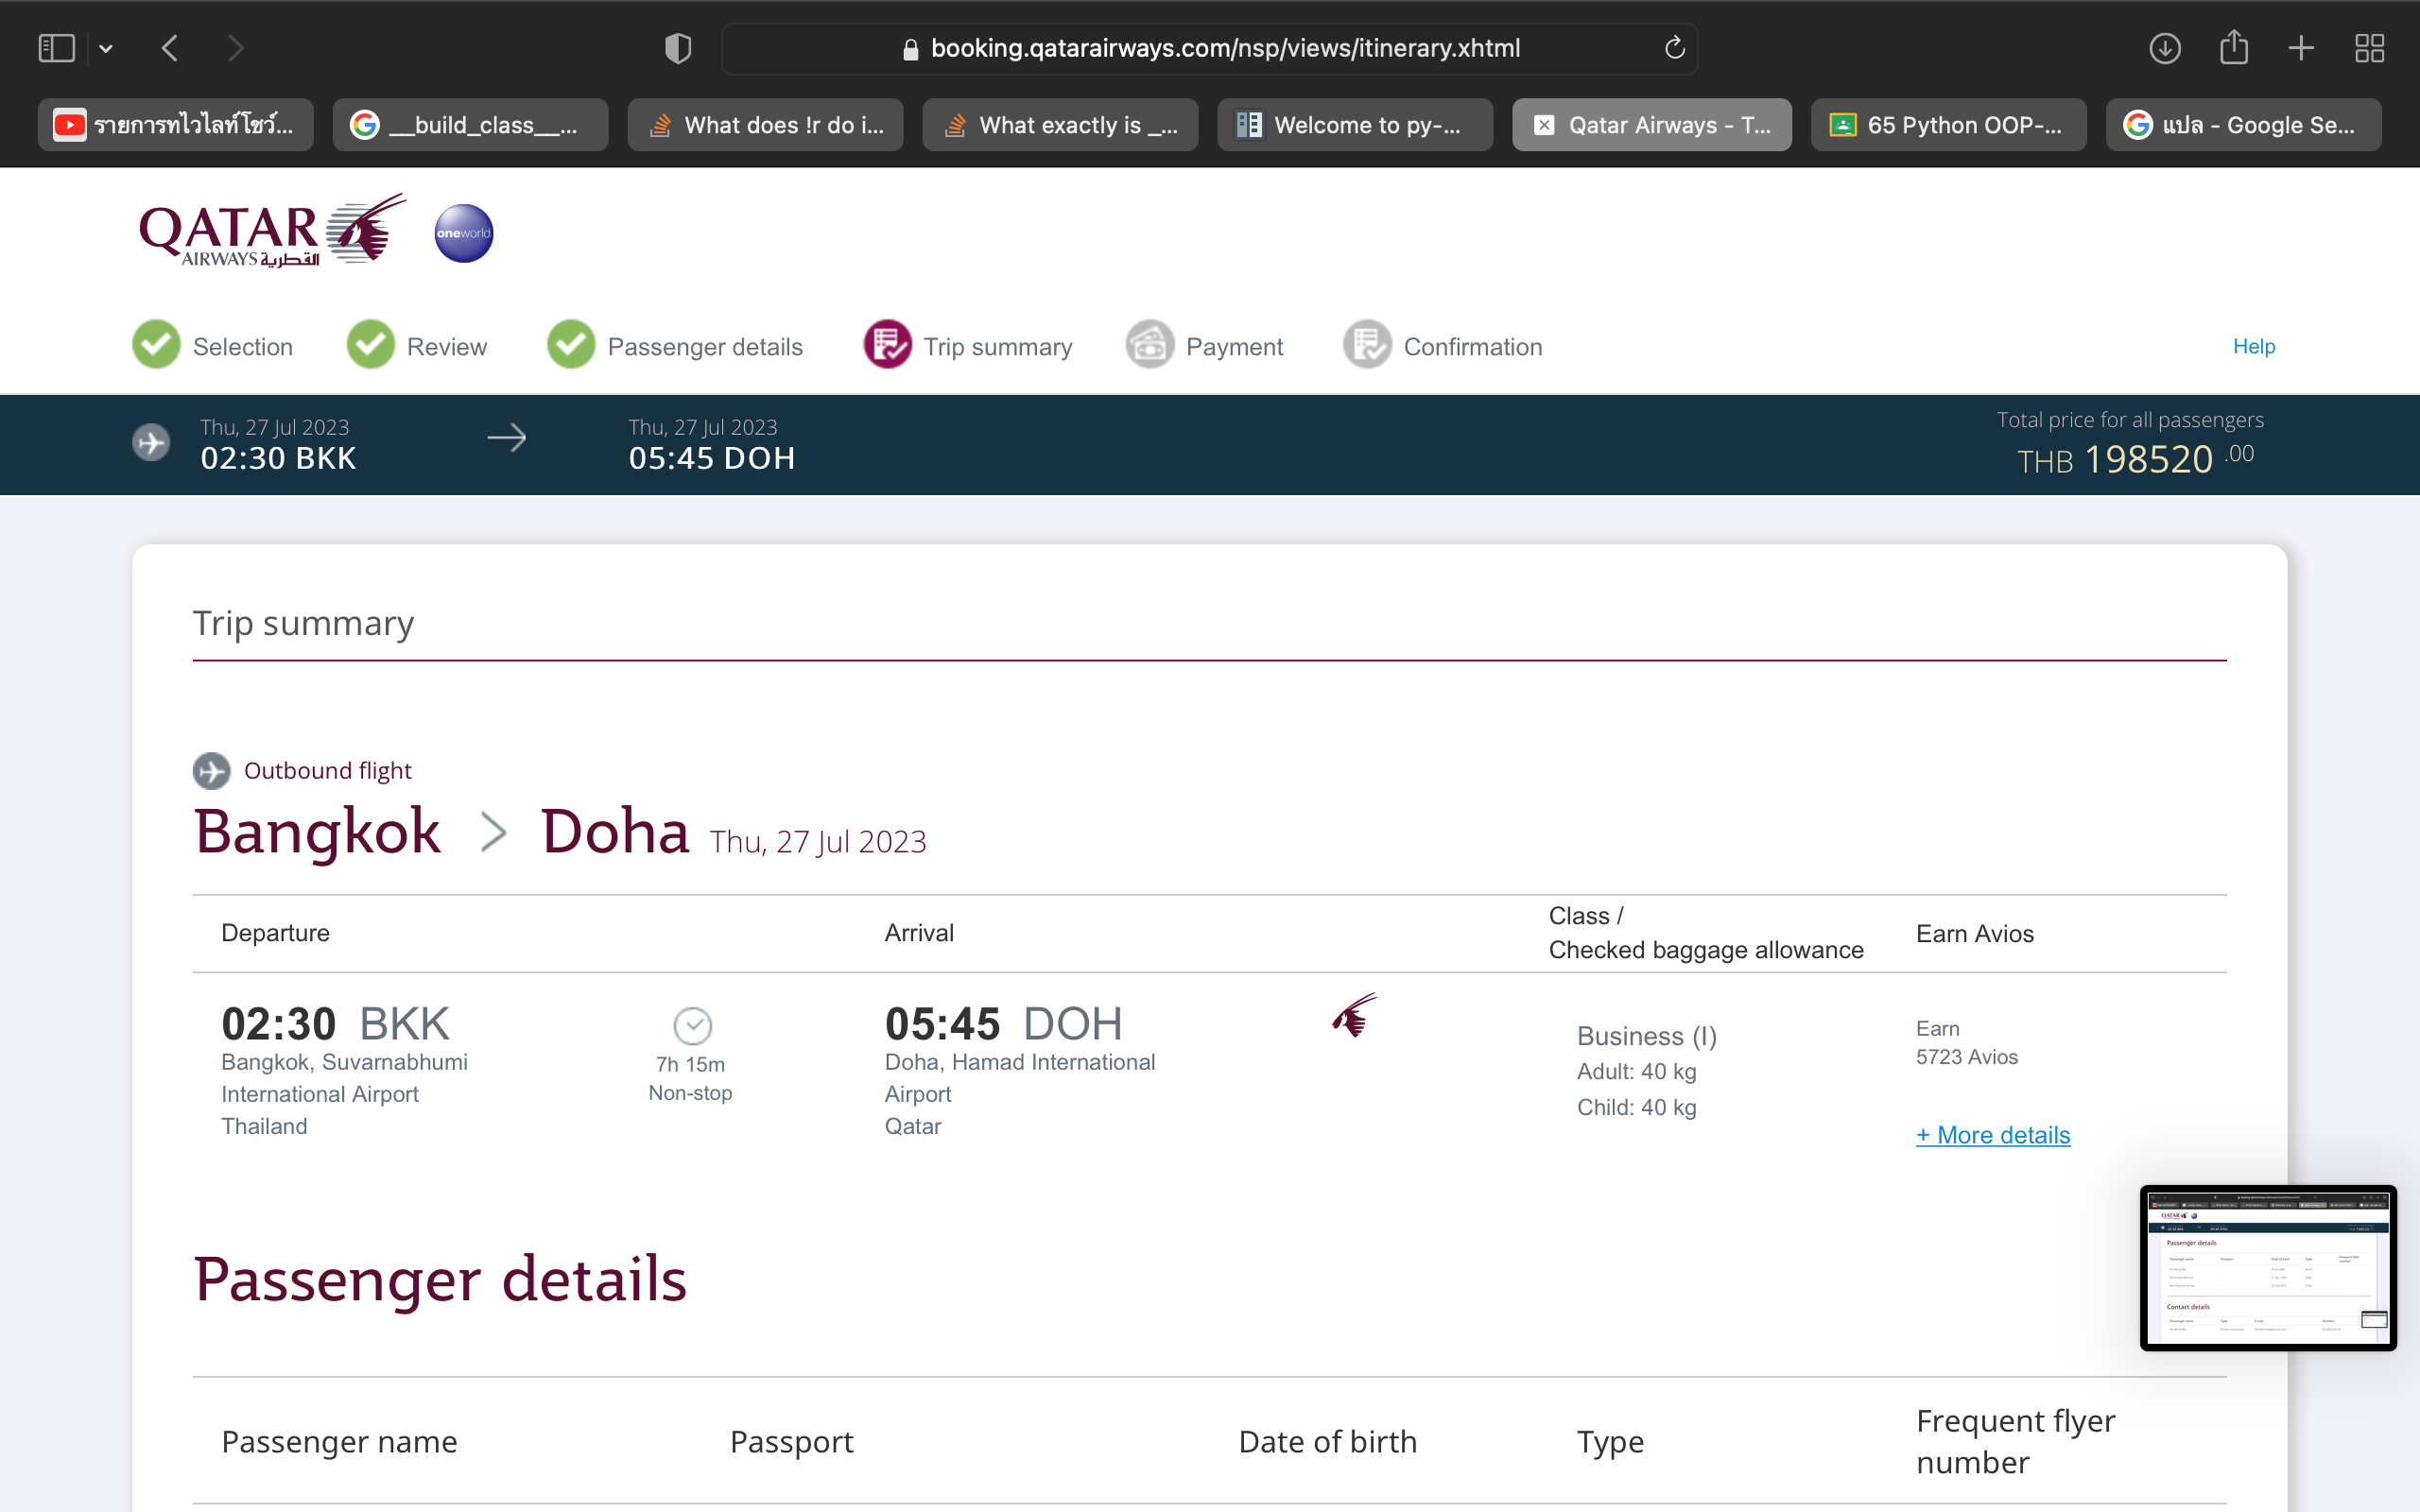 booking.qatarairways.com/nsp/views/itinerary.xhtml
รายการทไวไลท์โชว์...
__build_class__...
What does !r do i...
What exactly is _...
Welcome to py-...
Qatar Airways - T...
65 Python OOP-...
แปล - Google Se...
QATAR
AIRWAYS القطرية
oneworld
Selection
Review
Passenger details
Trip summary
Payment
Confirmation
Help
Thu, 27 Jul 2023
02:30 BKK
Thu, 27 Jul 2023
05:45 DOH
Total price for all passengers
THB 198520 .00
Trip summary
Outbound flight
Bangkok > Doha Thu, 27 Jul 2023
Departure
Arrival
Class /
Checked baggage allowance
Earn Avios
02:30 BKK
Bangkok, Suvarnabhumi
International Airport
Thailand
7h 15m
Non-stop
05:45 DOH
Doha, Hamad International
Airport
Qatar
Business (I)
Adult: 40 kg
Child: 40 kg
Earn
5723 Avios
+ More details
Passenger details
Passenger name
Passport
Date of birth
Type
Frequent flyer
number
QATAR
Passenger details
Contact details